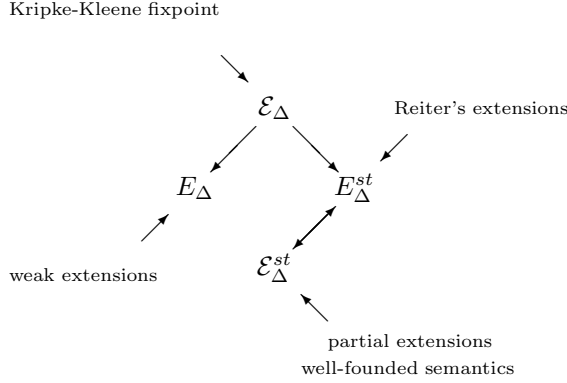 Kripke-Kleene fixpoint
ℰ_Δ
Reiter's extensions
E_Δ
E_Δ^{st}
ℰ_Δ^{st}
weak extensions
partial extensions
well-founded semantics